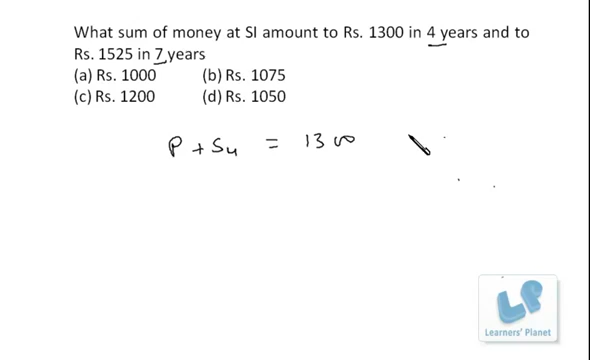 What sum of money at SI amount to Rs. 1300 in 4 years and to
Rs. 1525 in 7 years
(a) Rs. 1000 (b) Rs. 1075
(c) Rs. 1200 (d) Rs. 1050
P + S4 = 1300
LP
Learners' Planet